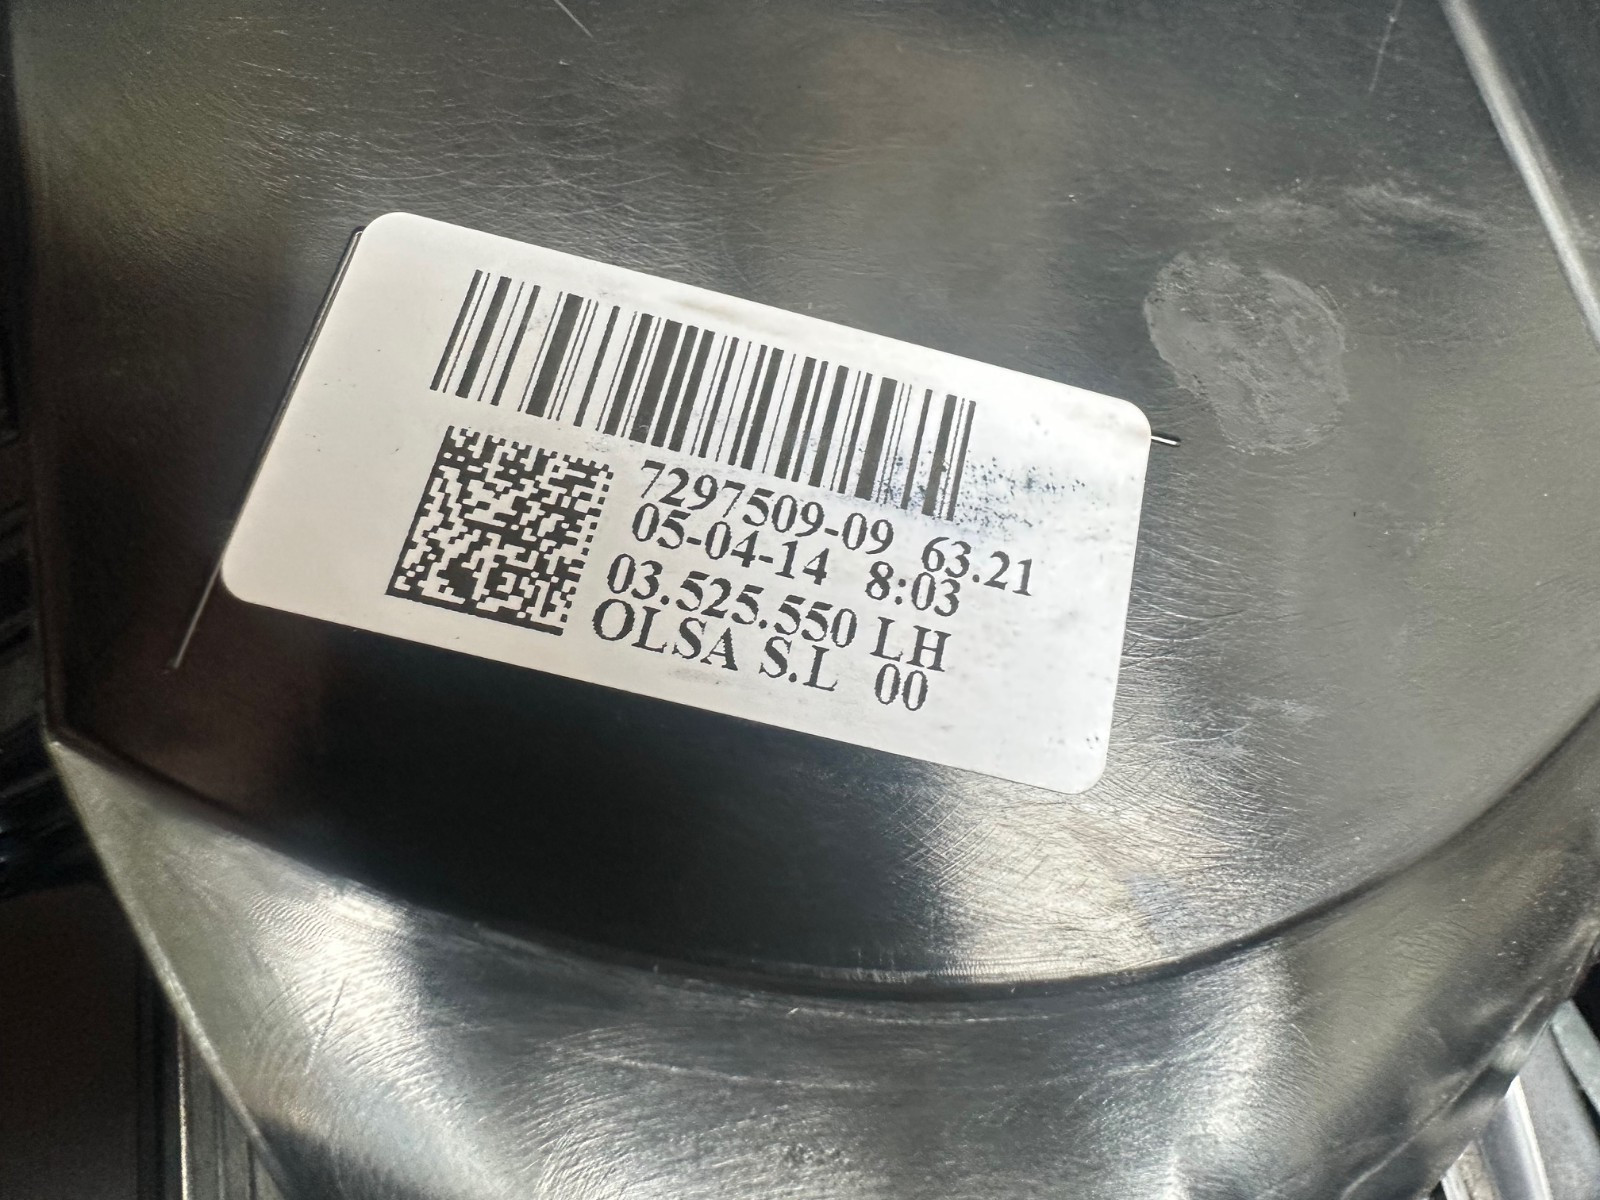 7297509-09 63.21
05-04-14 8:03
03.525.550 LH
OLSA S.L 00